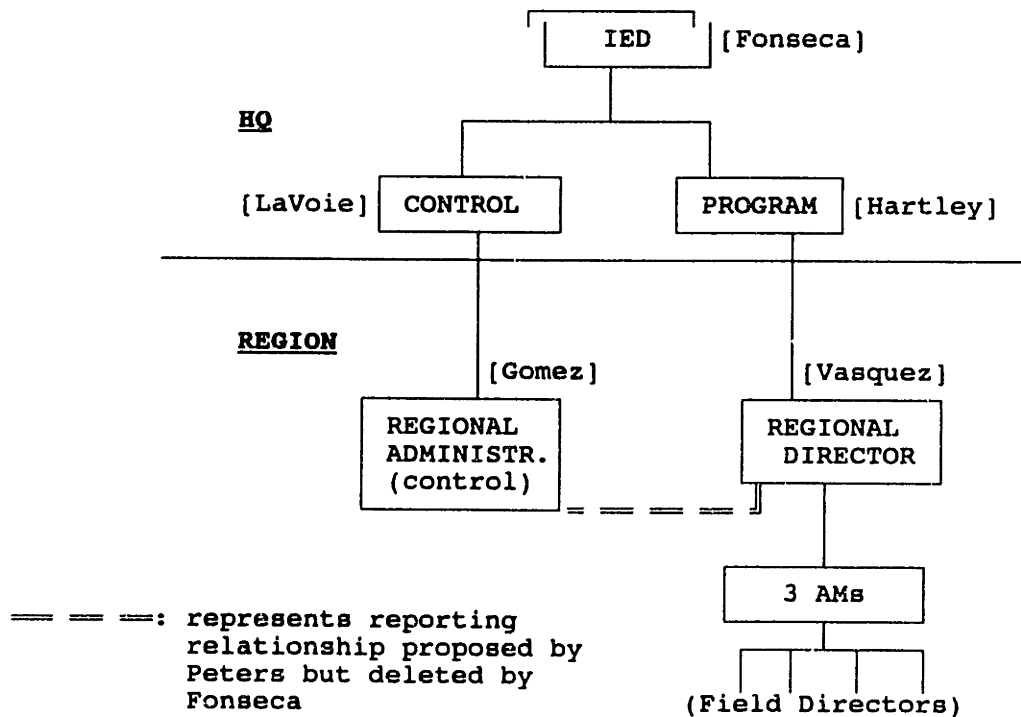 IED [Fonseca]
HQ
[LaVoie] CONTROL PROGRAM [Hartley]
REGION
[Gomez] [Vasquez]
REGIONAL
ADMINISTR.
(control)
REGIONAL
DIRECTOR
3 AMs
: represents reporting
relationship proposed by
Peters but deleted by
Fonseca
(Field Directors)